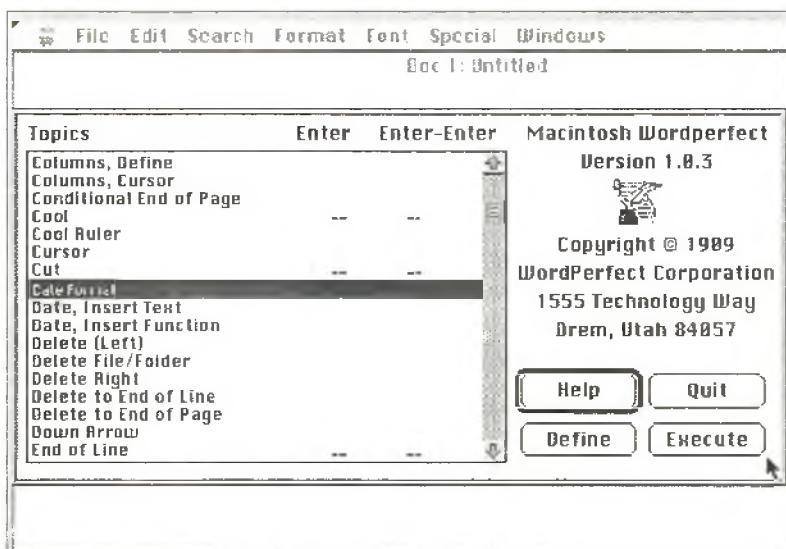 File Edit Search Format Font Special Windows
Doc 1: Untitled
Topics Enter Enter-Enter
Columns, Define
Columns, Cursor
Conditional End of Page
Cool -- --
Cool Ruler
Cursor
Cut -- --
Date Format
Date, Insert Text
Date, Insert Function
Delete (Left)
Delete File/Folder
Delete Right
Delete to End of Line
Delete to End of Page
Down Arrow
End of Line -- --
Macintosh Wordperfect
Version 1.0.3
Copyright © 1989
WordPerfect Corporation
1555 Technology Way
Orem, Utah 84057
Help Quit
Define Execute